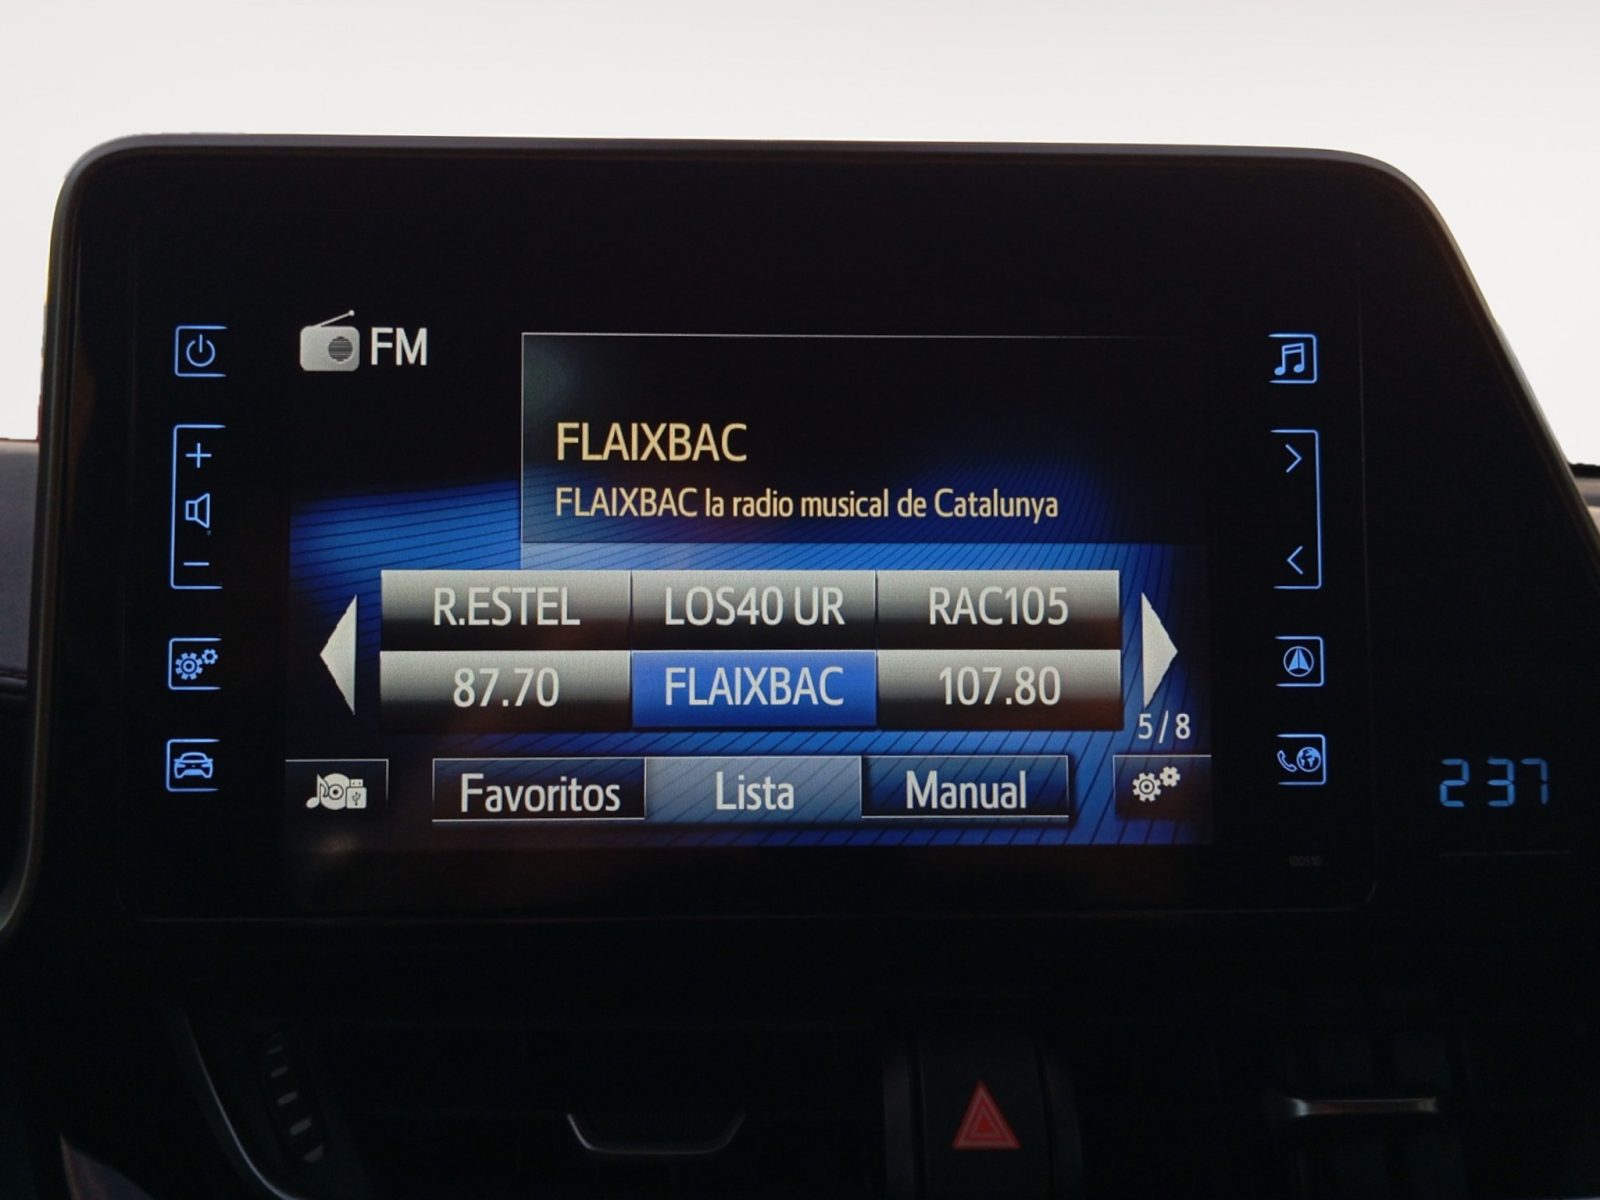 FM
FLAIXBAC
FLAIXBAC la radio musical de Catalunya
R.ESTEL LOS40 UR RAC105
87.70 FLAIXBAC 107.80
5/8
Favoritos Lista Manual
237